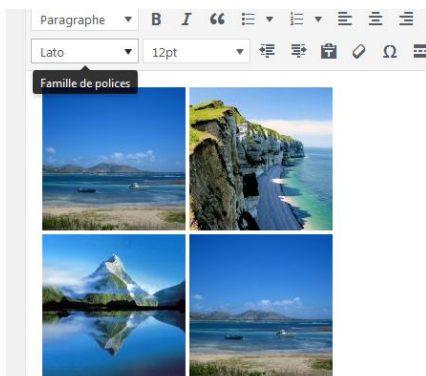 Paragraphe B I
Lato 12pt Ω
Famille de polices